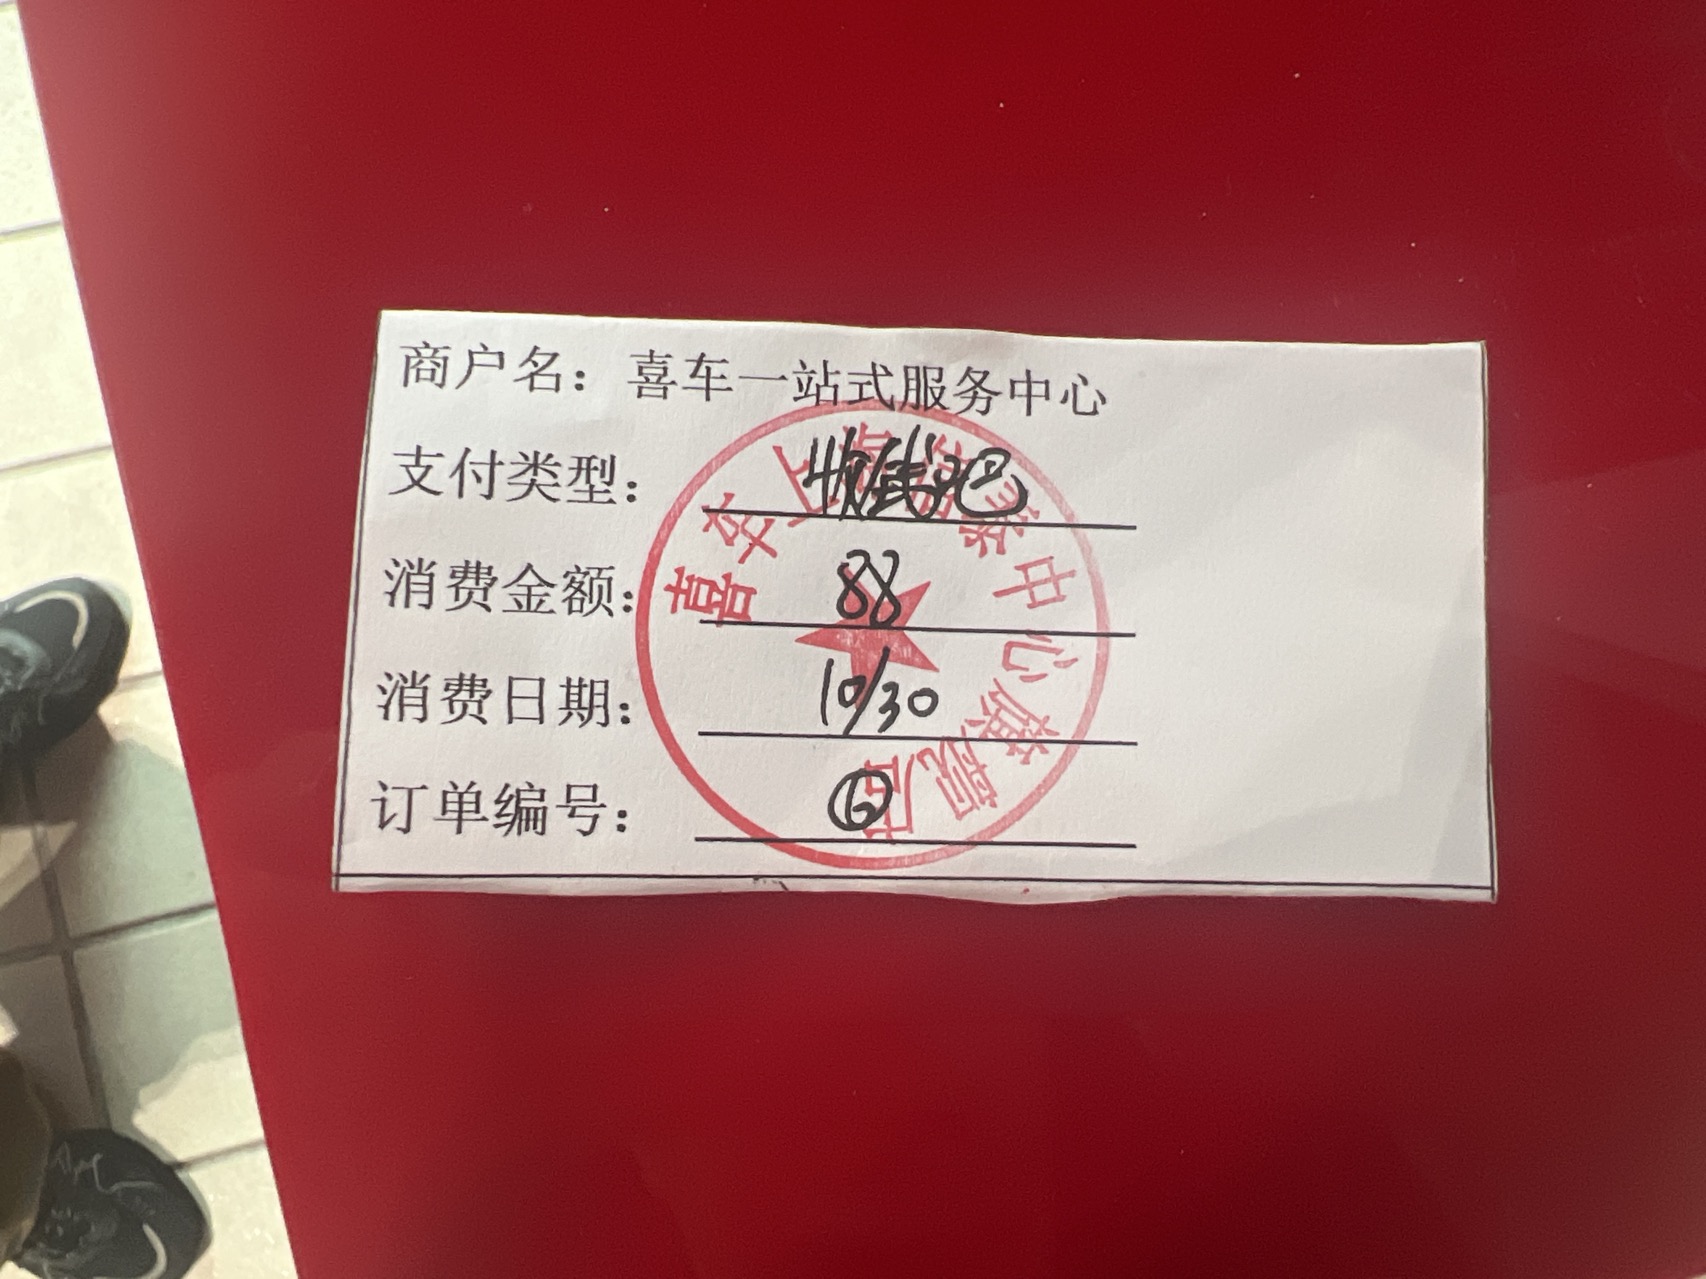 商户名：喜车一站式服务中心
支付类型：收钱吧
消费金额：88
消费日期：10/30
订单编号：⑥